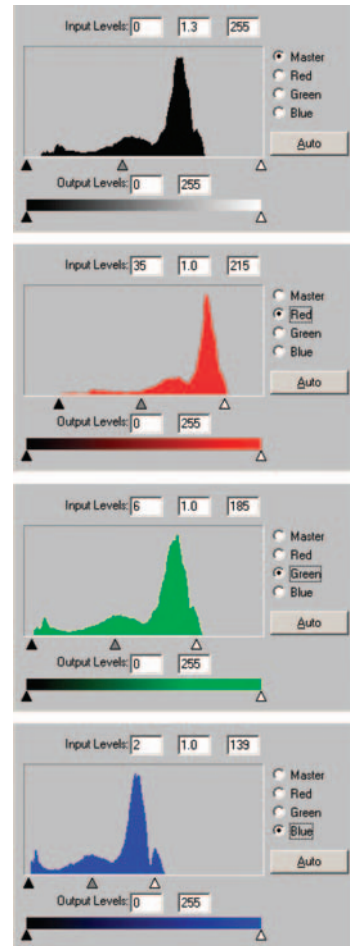 Input Levels: 0 1.3 255
Master
Red
Green
Blue
Auto
Output Levels: 0 255
Input Levels: 35 1.0 215
Master
Red
Green
Blue
Auto
Output Levels: 0 255
Input Levels: 6 1.0 185
Master
Red
Green
Blue
Auto
Output Levels: 0 255
Input Levels: 2 1.0 139
Master
Red
Green
Blue
Auto
Output Levels: 0 255